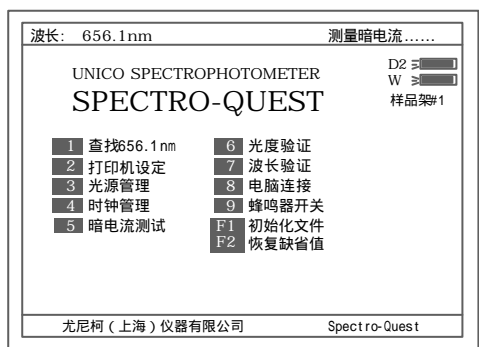 波长: 656.1nm 测量暗电流……
D2
UNICO SPECTROPHOTOMETER W
SPECTRO-QUEST 样品架#1
1 查找656.1nm 6 光度验证
2 打印机设定 7 波长验证
3 光源管理 8 电脑连接
4 时钟管理 9 蜂鸣器开关
5 暗电流测试 F1 初始化文件
F2 恢复缺省值
尤尼柯（上海）仪器有限公司 Spectro-Quest